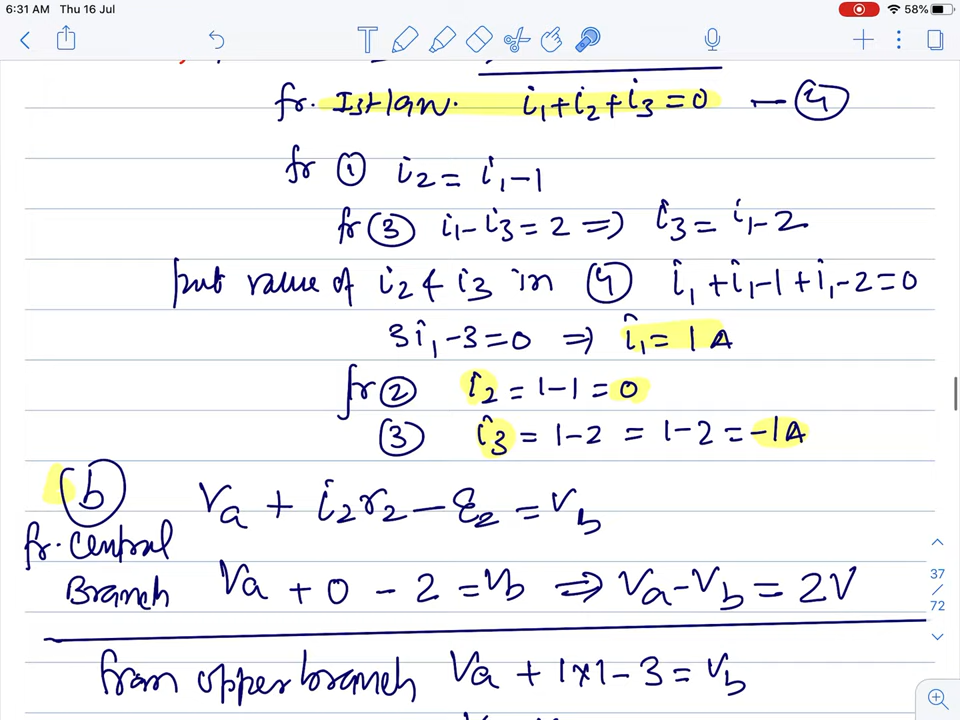 6:31 AM Thu 16 Jul 58%
fr. Ist law. i₁+i₂+i₃=0 — (4)
fr (1) i₂ = i₁-1
fr (3) i₁-i₃ = 2 ⇒ i₃ = i₁-2
put value of i₂ & i₃ in (4) i₁+i₁-1+i₁-2=0
3i₁-3=0 ⇒ i₁= 1A
fr (2) i₂ = 1-1 = 0
(3) i₃ = 1-2 = 1-2 = -1A
(b) Va + i₂r₂ - ε₂ = Vb
fr. Central
Branch Va + 0 - 2 = Vb ⇒ Va-Vb = 2V
37
/
72
from upper branch Va + 1×1-3 = Vb